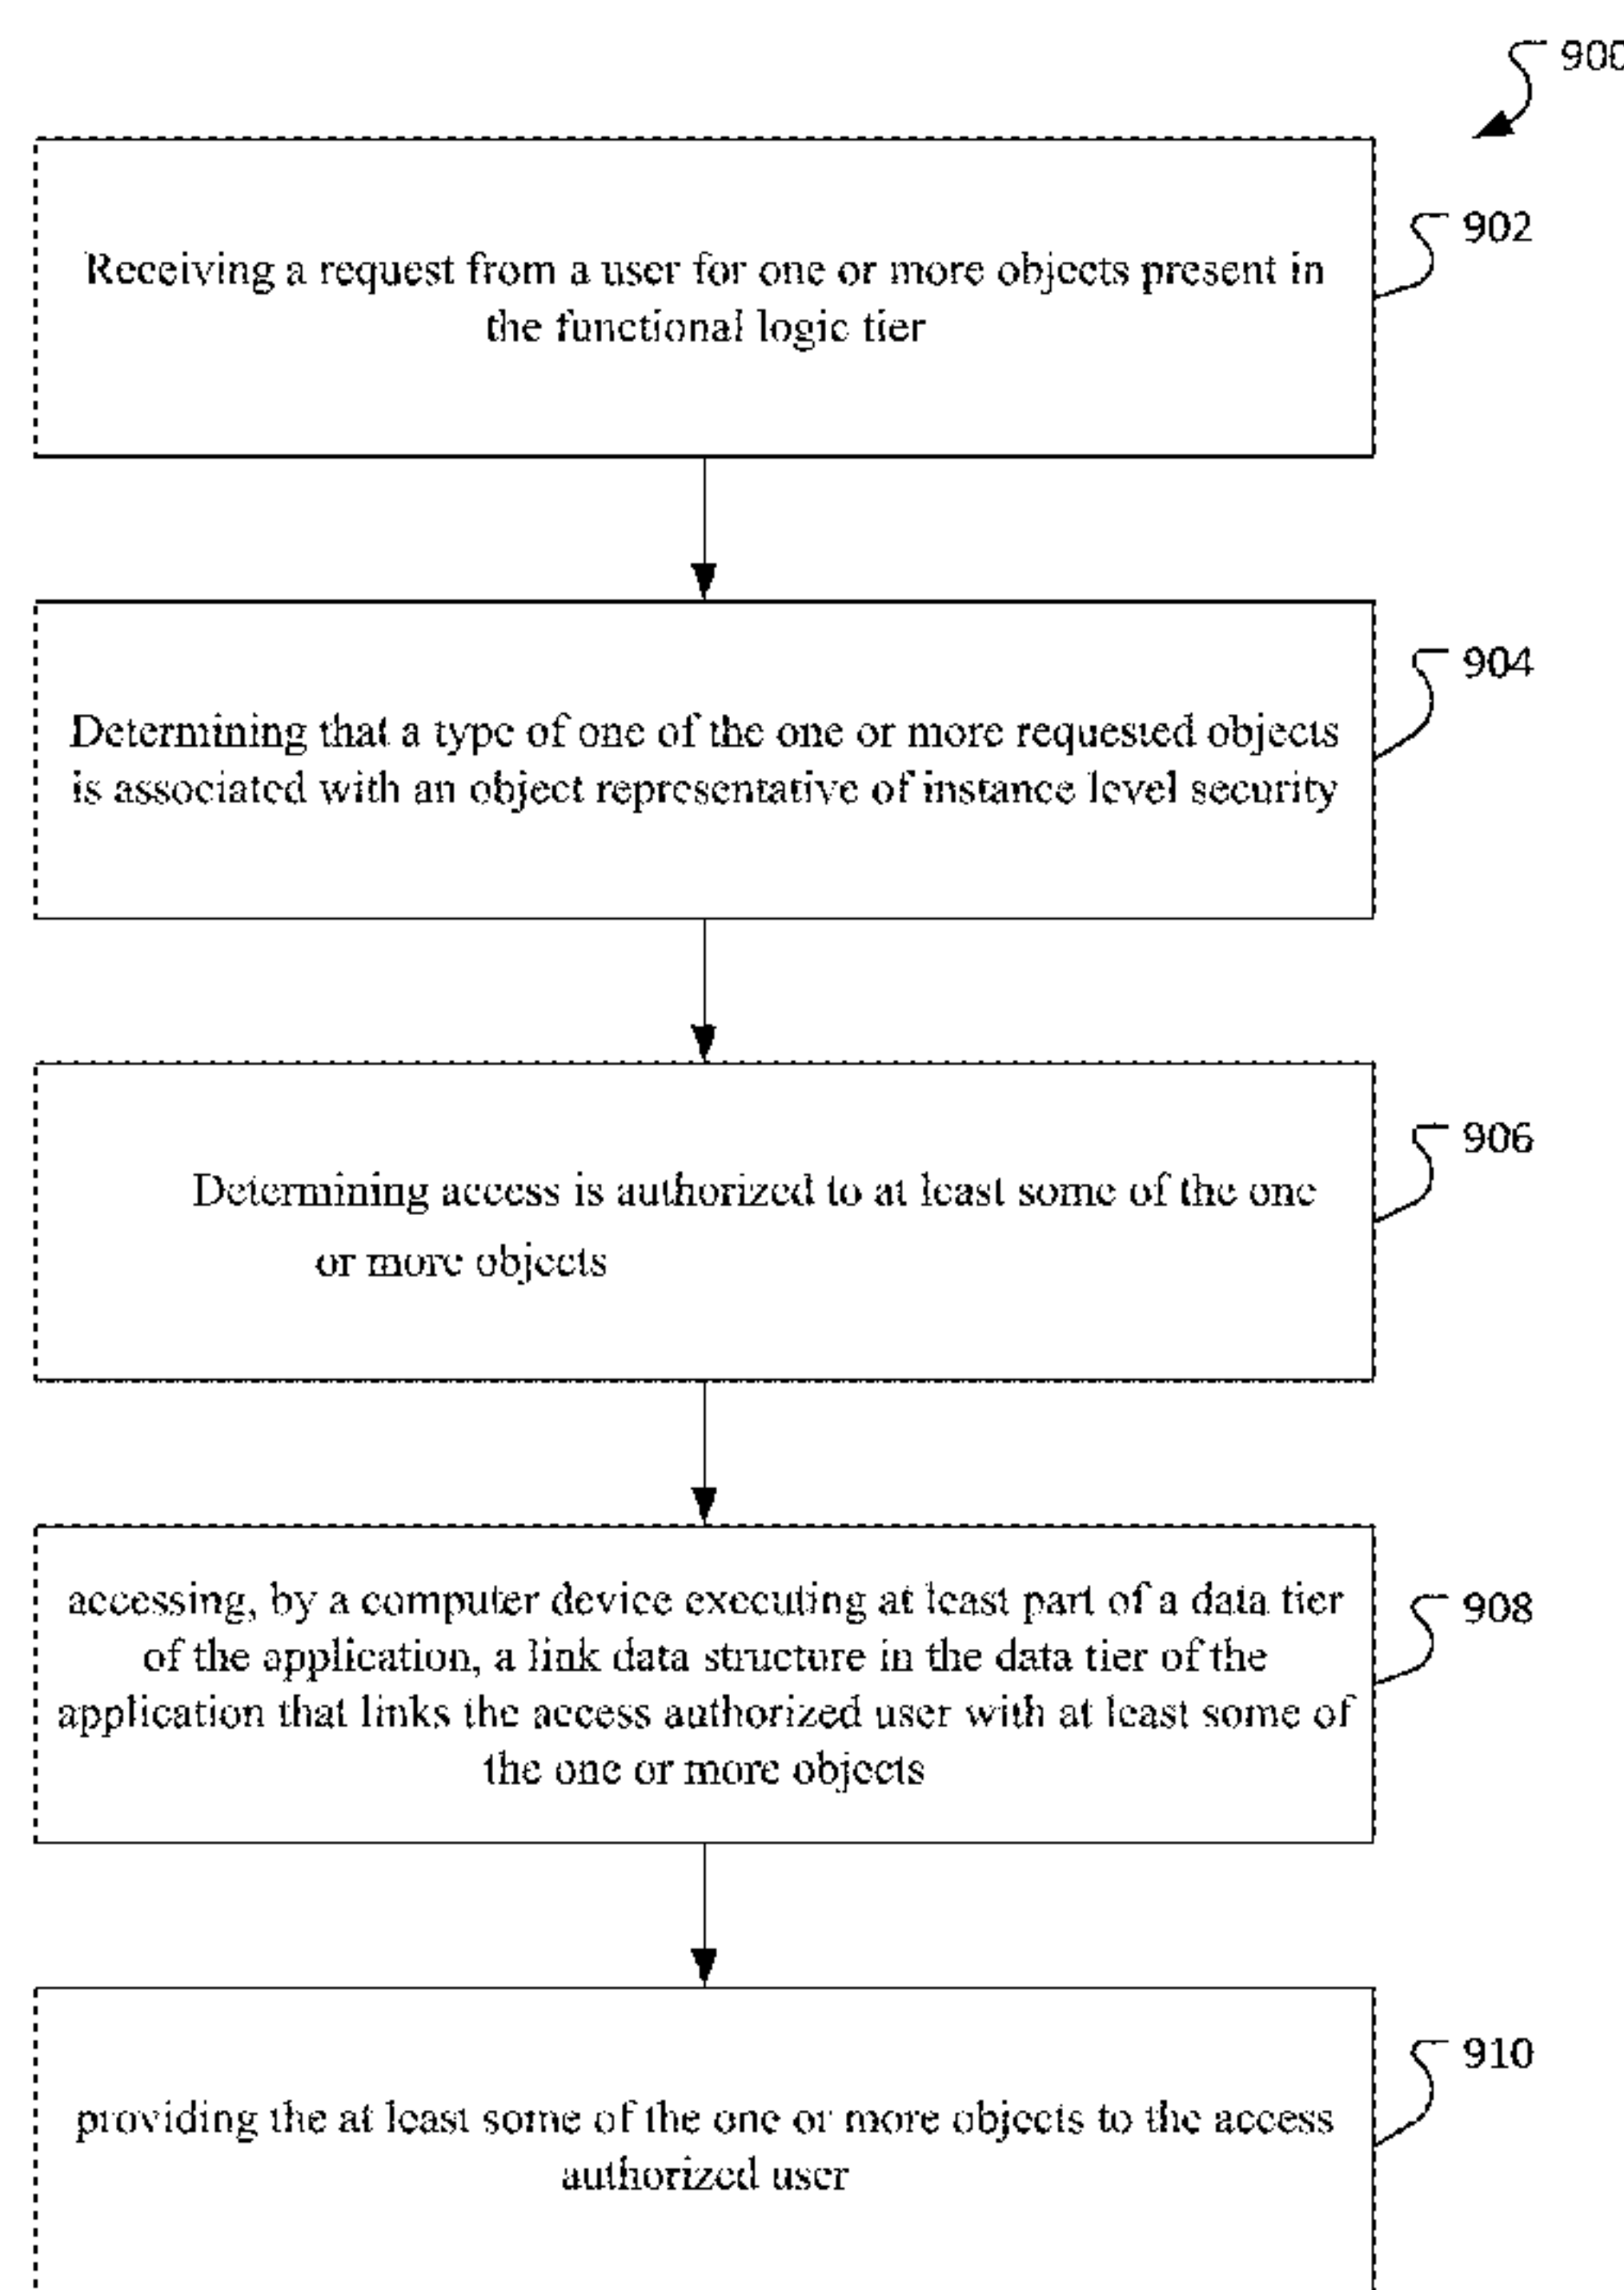 900
902
Receiving a request from a user for one or more objects present in
the functional logic tier
904
Determining that a type of one of the one or more requested objects
is associated with an object representative of instance level security
906
Determining access is authorized to at least some of the one
or more objects
908
accessing, by a computer device executing at least part of a data tier
of the application, a link data structure in the data tier of the
application that links the access authorized user with at least some of
the one or more objects
910
providing the at least some of the one or more objects to the access
authorized user